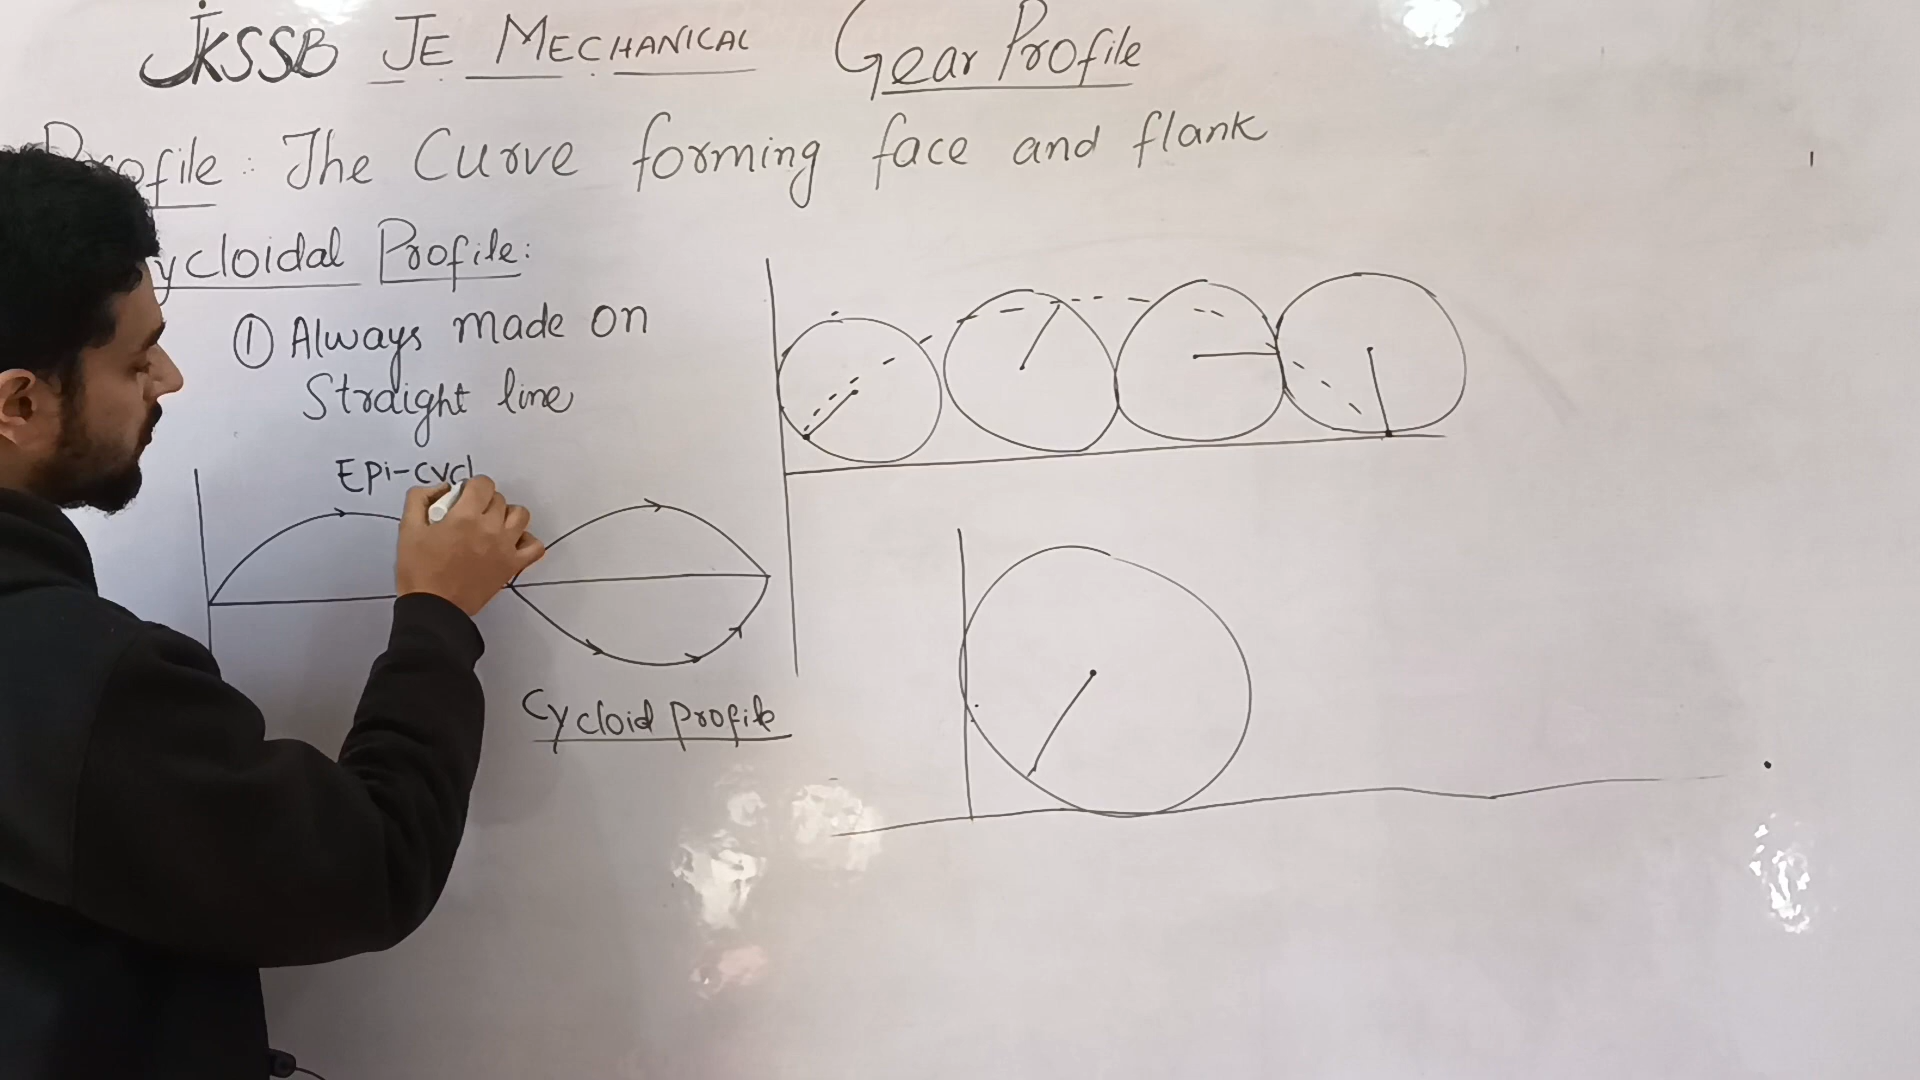 JKSSB JE MECHANICAL Gear Profile
Profile: The Curve forming face and flank
ycloidal Profile:
① Always made on
Straight line
Epi-cycl
Cycloid profile